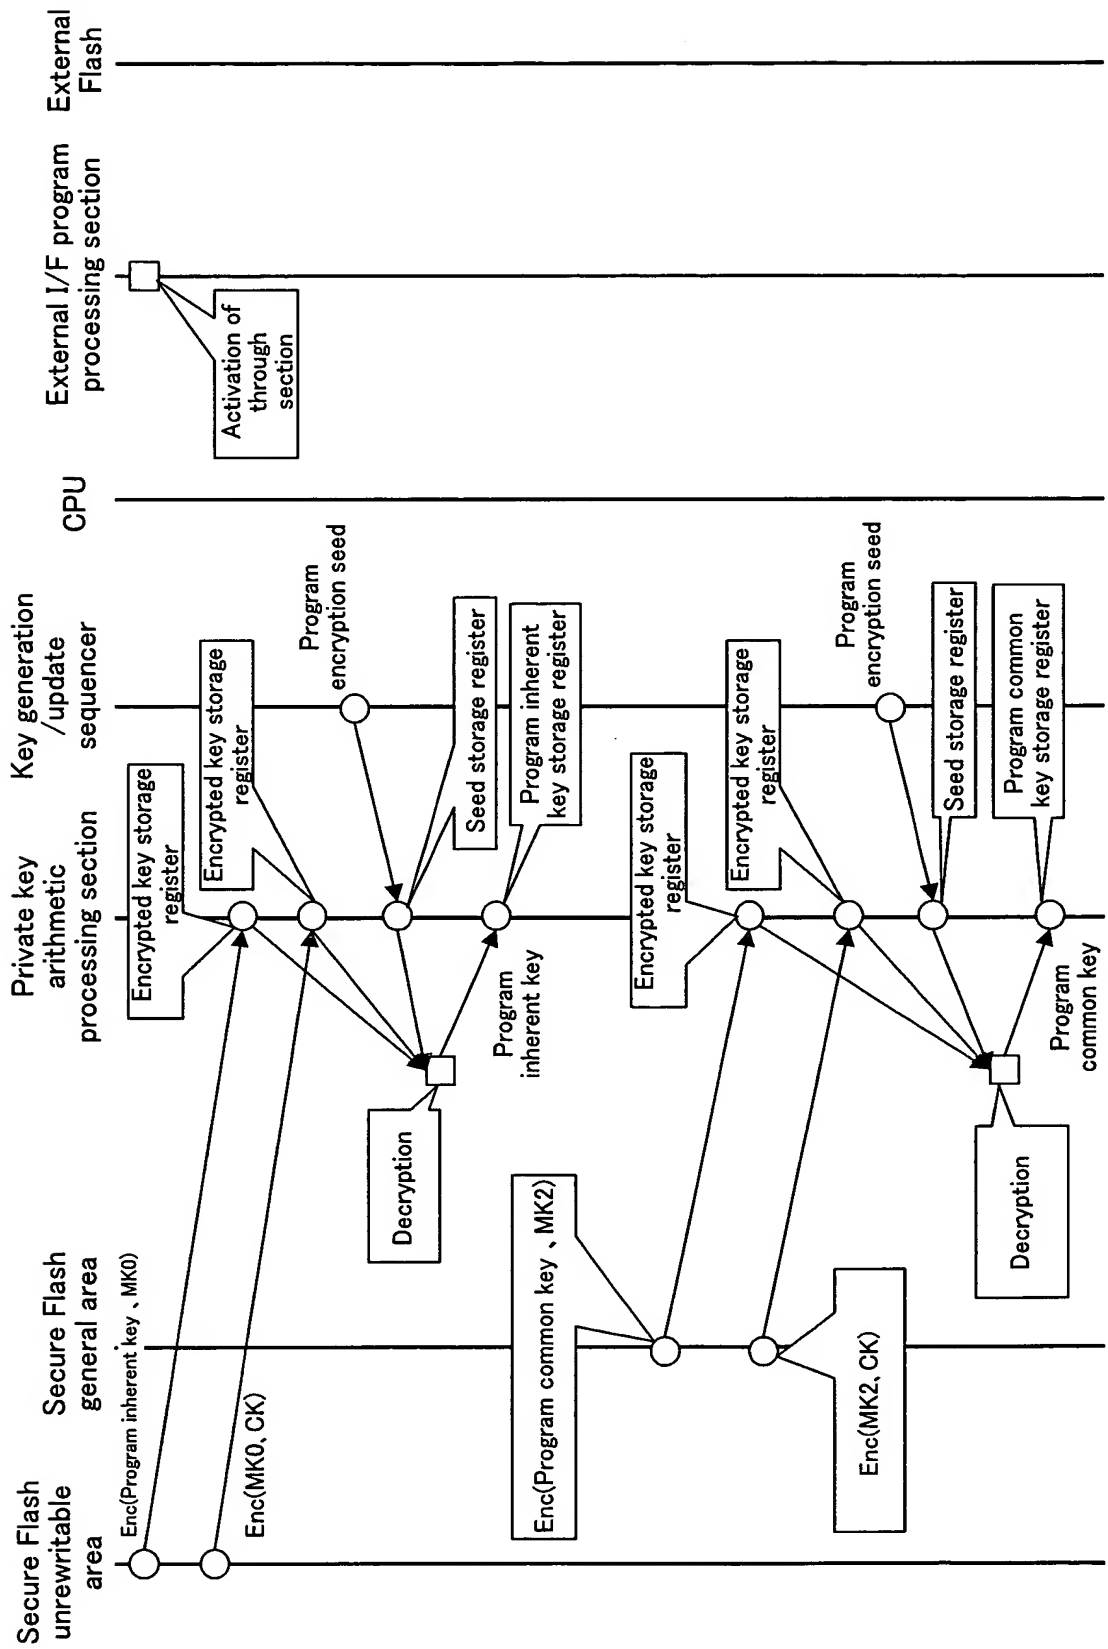 Secure Flash
unrewritable
area
Secure Flash
general area
Private key
arithmetic
processing section
Key generation
/update
sequencer
CPU
External I/F program
processing section
External
Flash
Enc(Program inherent key、MK0)
Enc(MK0、CK)
Encrypted key storage
register
Encrypted key storage
register
Activation of
through
section
Program
encryption seed
Seed storage register
Decryption
Program
inherent key
Program inherent
key storage register
Enc(Program common key、MK2)
Encrypted key storage
register
Encrypted key storage
register
Enc(MK2、CK)
Program
encryption seed
Seed storage register
Decryption
Program
common key
Program common
key storage register